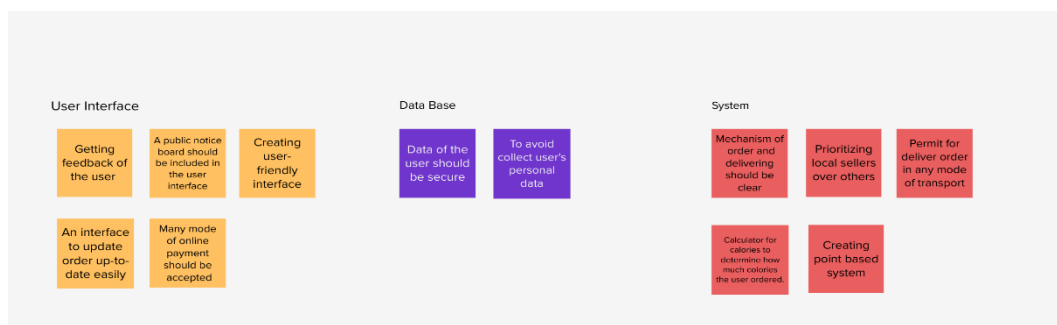 User Interface
Getting
feedback of
the user
A public notice
board should
be included in
the user
interface
Creating
user-
friendly
interface
An interface
to update
order up-to-
date easily
Many mode
of online
payment
should be
accepted
Data Base
Data of the
user should
be secure
To avoid
collect user's
personal
data
System
Mechanism of
order and
delivering
should be
clear
Prioritizing
local sellers
over others
Permit for
deliver order
in any mode
of transport
Calculator for
calories to
determine how
much colories
the user ordered.
Creating
point based
system